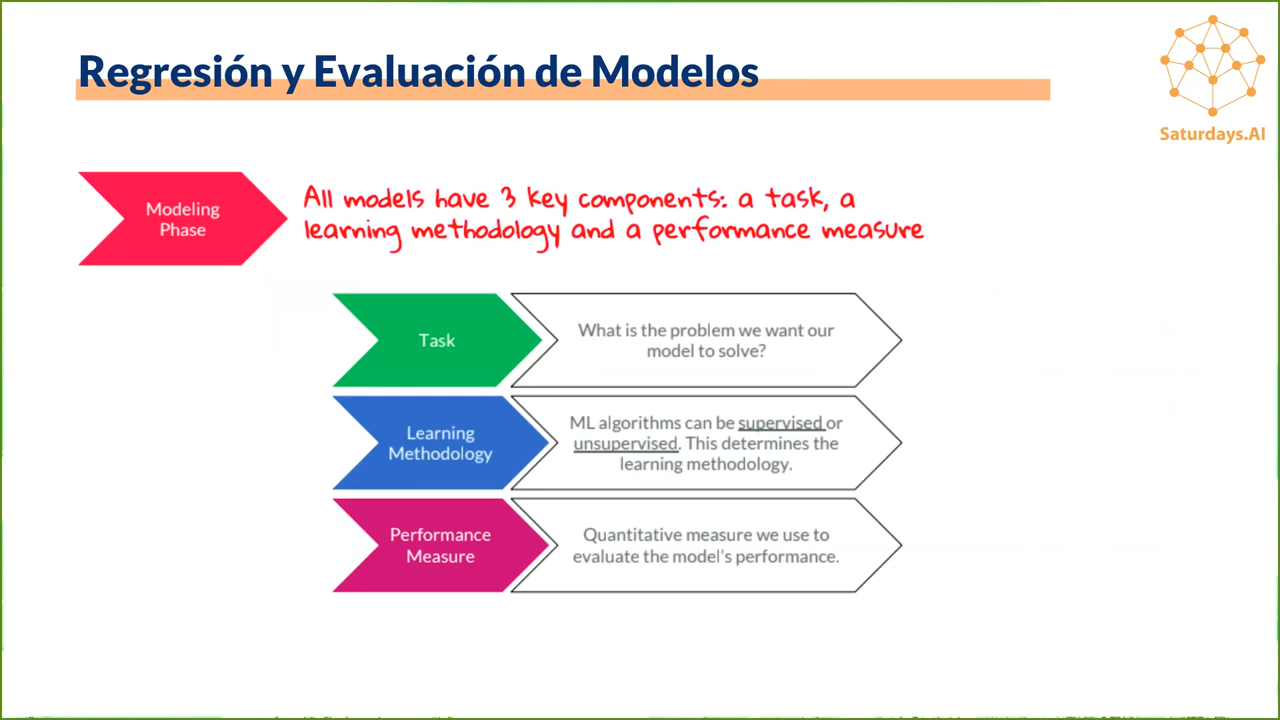 Regresión y Evaluación de Modelos
Saturdays.AI
Modeling
Phase
All models have 3 key components: a task, a
learning methodology and a performance measure
Task
What is the problem we want our
model to solve?
Learning
Methodology
ML algorithms can be supervised or
unsupervised. This determines the
learning methodology.
Performance
Measure
Quantitative measure we use to
evaluate the model's performance.